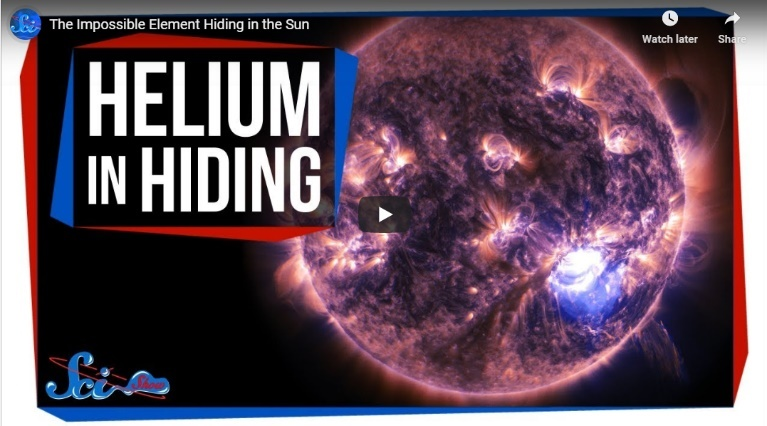 The Impossible Element Hiding in the Sun
Watch later
Share
HELIUM
IN HIDING
Sci Show